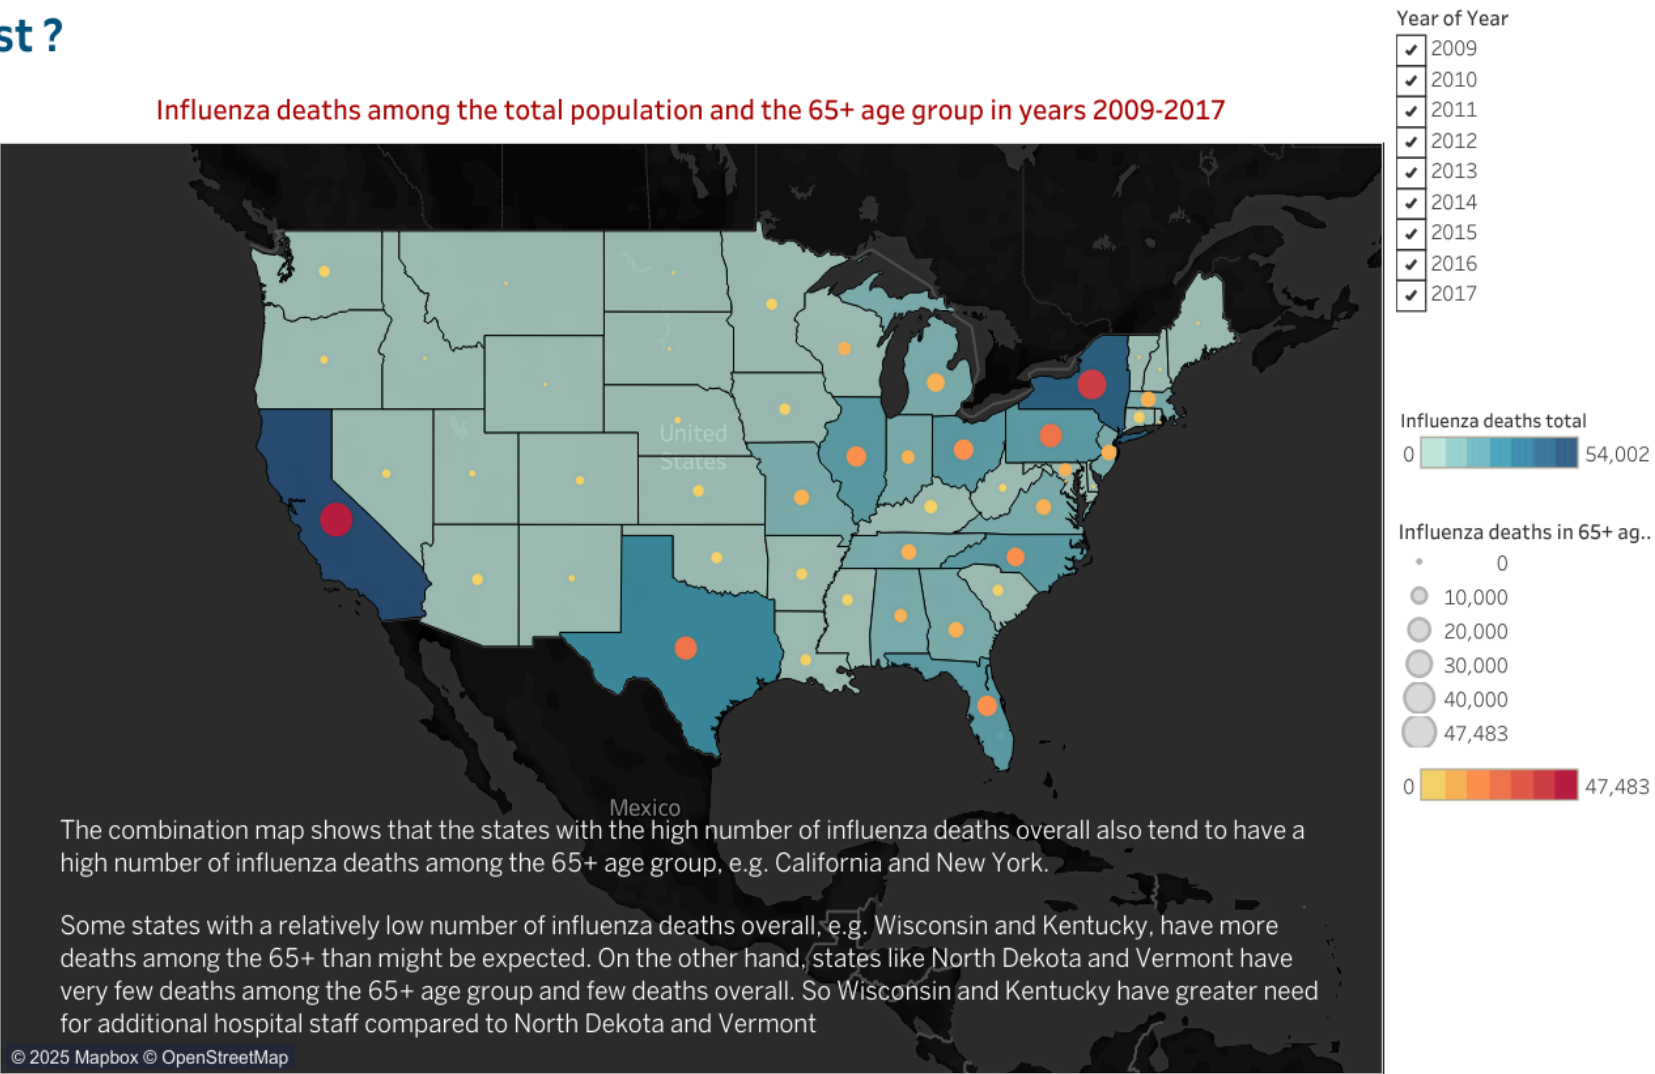 st ?
Influenza deaths among the total population and the 65+ age group in years 2009-2017
Year of Year
2009
2010
2011
2012
2013
2014
2015
2016
2017
Influenza deaths total
0 54,002
Influenza deaths in 65+ ag..
0
10,000
20,000
30,000
40,000
47,483
0 47,483
United
States
Mexico
The combination map shows that the states with the high number of influenza deaths overall also tend to have a
high number of influenza deaths among the 65+ age group, e.g. California and New York.
Some states with a relatively low number of influenza deaths overall, e.g. Wisconsin and Kentucky, have more
deaths among the 65+ than might be expected. On the other hand, states like North Dekota and Vermont have
very few deaths among the 65+ age group and few deaths overall. So Wisconsin and Kentucky have greater need
for additional hospital staff compared to North Dekota and Vermont
© 2025 Mapbox © OpenStreetMap